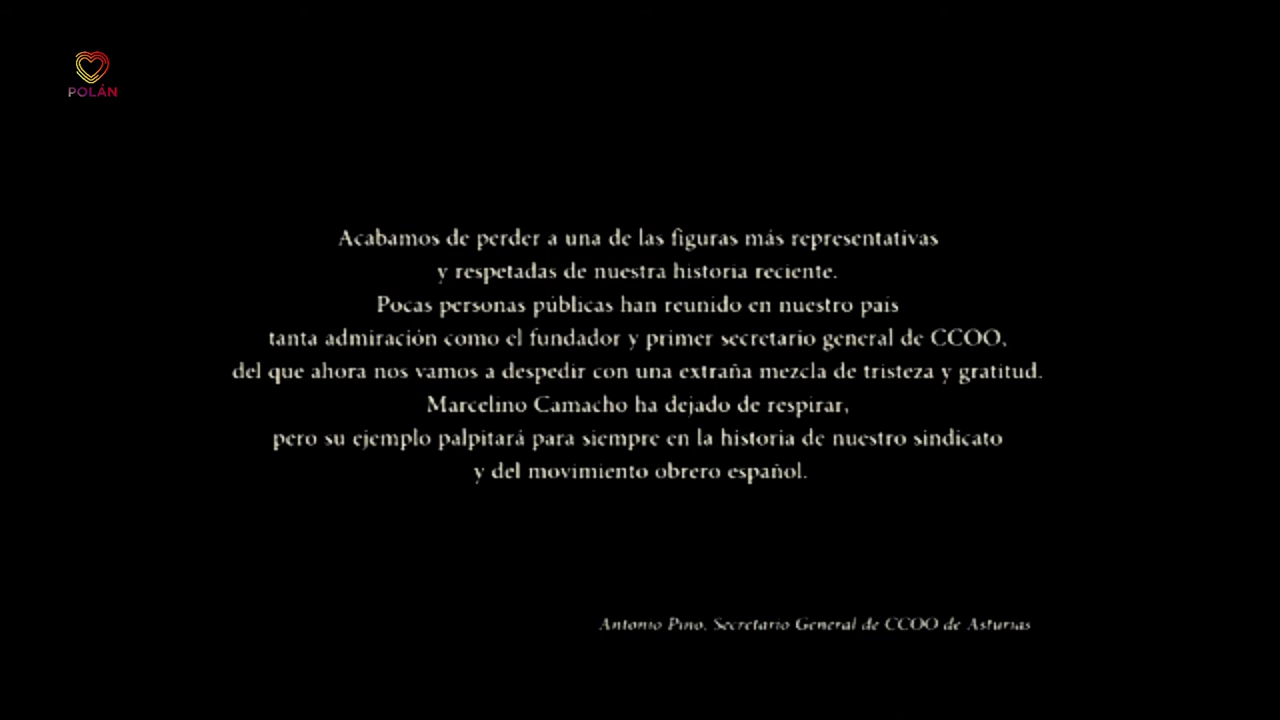 POLÁN
Acabamos de perder a una de las figuras más representativas
y respetadas de nuestra historia reciente.
Pocas personas públicas han reunido en nuestro país
tanta admiración como el fundador y primer secretario general de CCOO,
del que ahora nos vamos a despedir con una extraña mezcla de tristeza y gratitud.
Marcelino Camacho ha dejado de respirar,
pero su ejemplo palpitará para siempre en la historia de nuestro sindicato
y del movimiento obrero español.
Antonio Pino, Secretario General de CCOO de Asturias